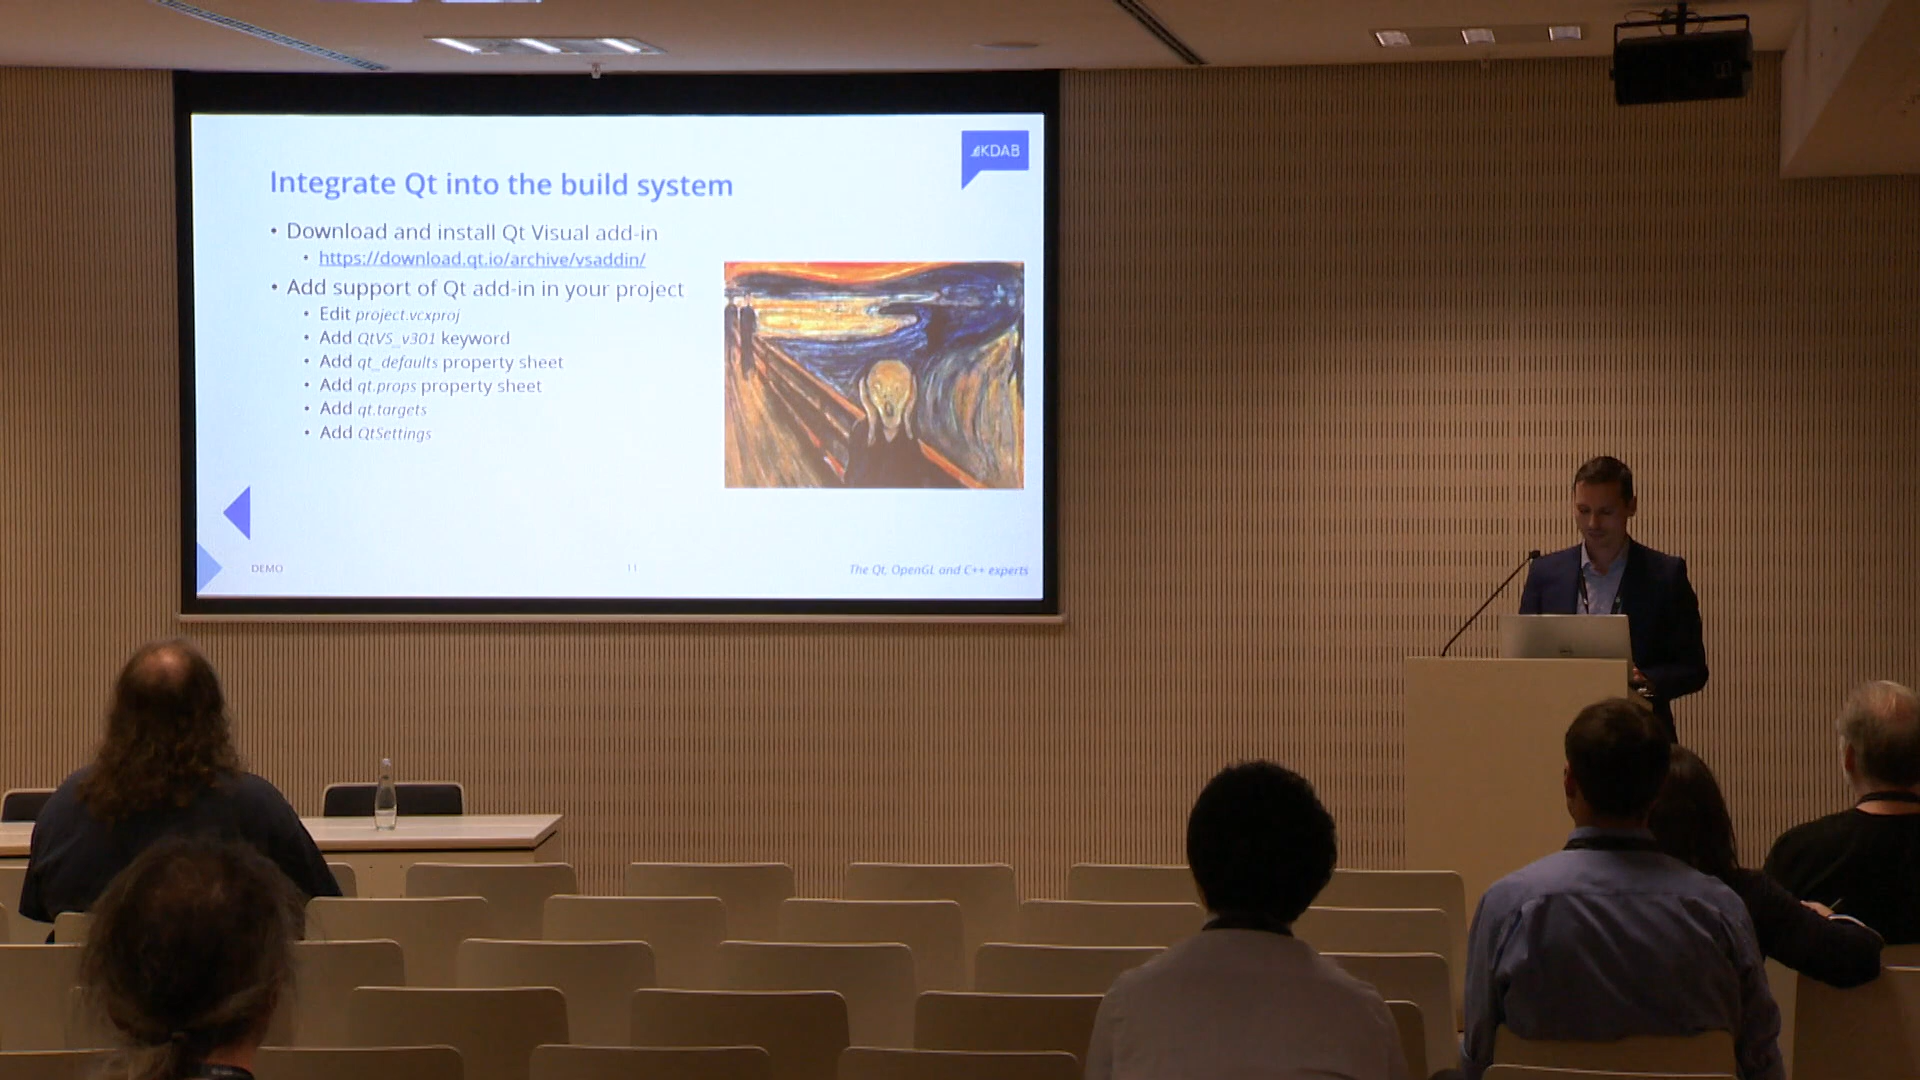 KDAB
Integrate Qt into the build system
• Download and install Qt Visual add-in
• https://download.qt.io/archive/vsaddin/
• Add support of Qt add-in in your project
• Edit project.vcxproj
• Add QtVS_v301 keyword
• Add qt_defaults property sheet
• Add qt.props property sheet
• Add qt.targets
• Add QtSettings
DEMO
11
The Qt, OpenGL and C++ experts